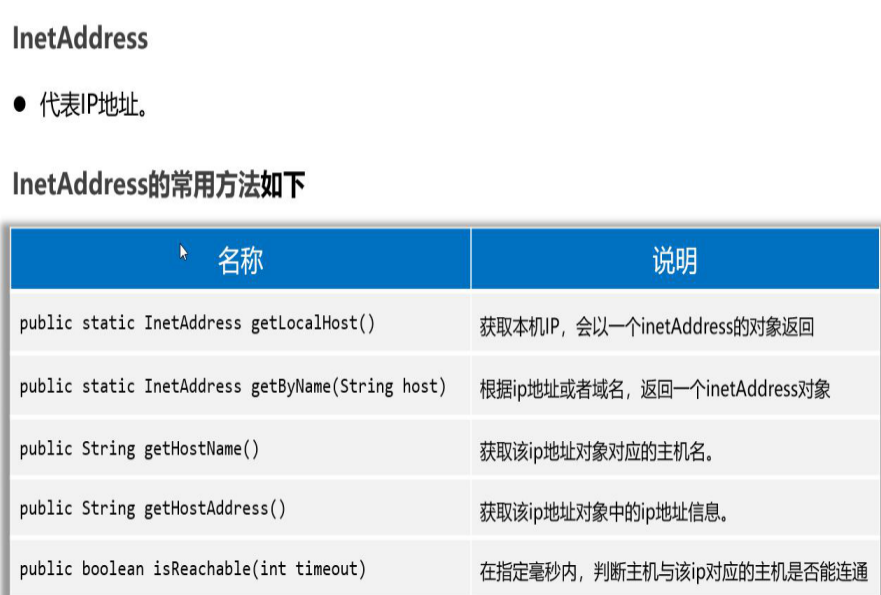 InetAddress
● 代表IP地址。
InetAddress的常用方法如下
名称 说明
public static InetAddress getLocalHost() 获取本机IP，会以一个inetAddress的对象返回
public static InetAddress getByName(String host) 根据ip地址或者域名，返回一个inetAddress对象
public String getHostName() 获取该ip地址对象对应的主机名。
public String getHostAddress() 获取该ip地址对象中的ip地址信息。
public boolean isReachable(int timeout) 在指定毫秒内，判断主机与该ip对应的主机是否能连通